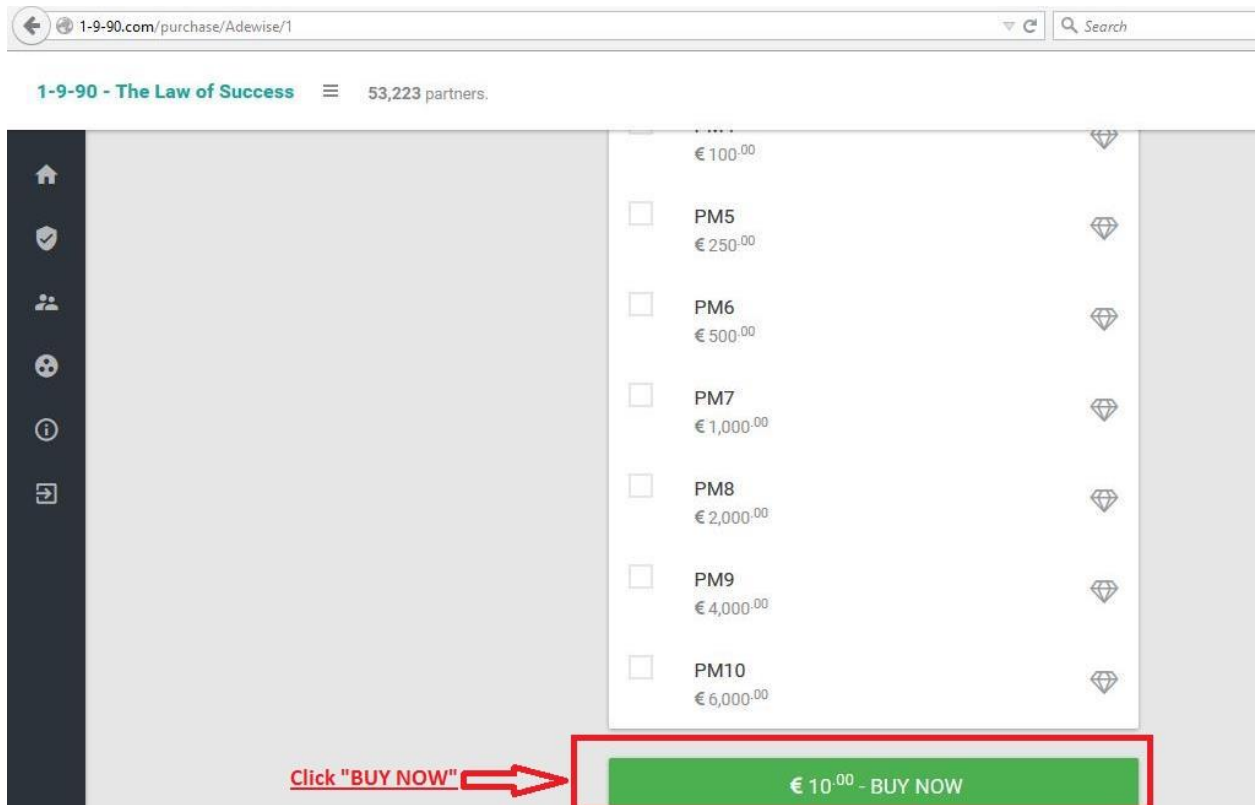 1-9-90.com/purchase/Adewise/1
Search
1-9-90 - The Law of Success
53,223 partners.
€ 100.00
PM5
€ 250.00
PM6
€ 500.00
PM7
€ 1,000.00
PM8
€ 2,000.00
PM9
€ 4,000.00
PM10
€ 6,000.00
Click "BUY NOW"
€ 10.00 - BUY NOW